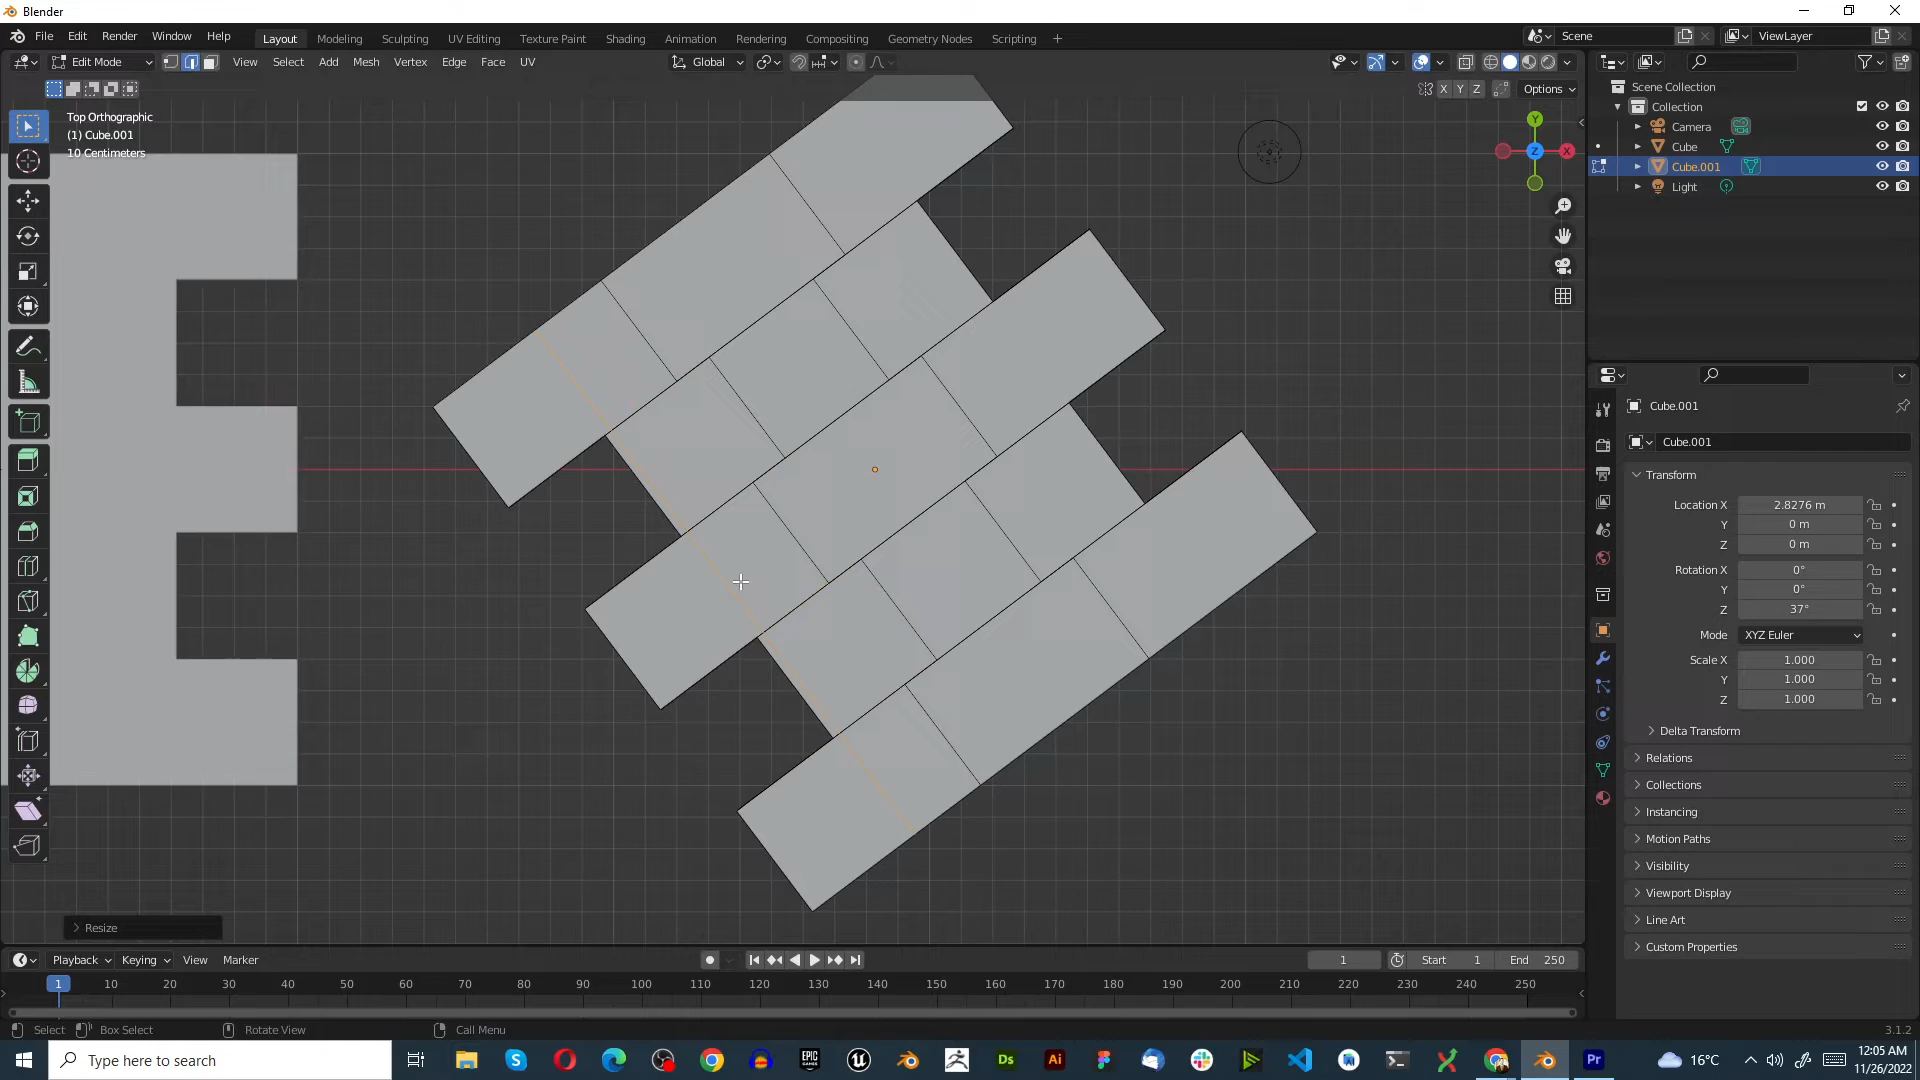 Blender
File Edit Render Window Help
Layout Modeling Sculpting UV Editing Texture Paint Shading Animation Rendering Compositing Geometry Nodes Scripting +
Scene
ViewLayer
Edit Mode
View Select Add Mesh Vertex Edge Face UV
Global
X Y Z
Options
Top Orthographic
(1) Cube.001
10 Centimeters
Y
Z
X
Scene Collection
Collection
Camera
Cube
Cube.001
Light
Cube.001
Cube.001
Transform
Location X 2.8276 m
Y 0 m
Z 0 m
Rotation X 0°
Y 0°
Z 37°
Mode XYZ Euler
Scale X 1.000
Y 1.000
Z 1.000
Delta Transform
Relations
Collections
Instancing
Motion Paths
Visibility
Viewport Display
Line Art
Custom Properties
Resize
Playback Keying View Marker
1
Start 1
End 250
1 10 20 30 40 50 60 70 80 90 100 110 120 130 140 150 160 170 180 190 200 210 220 230 240 250
Select Box Select Rotate View Call Menu
3.1.2
Type here to search
S
EPIC GAMES
Ds
Ai
Pr
16°C
12:05 AM
11/26/2022